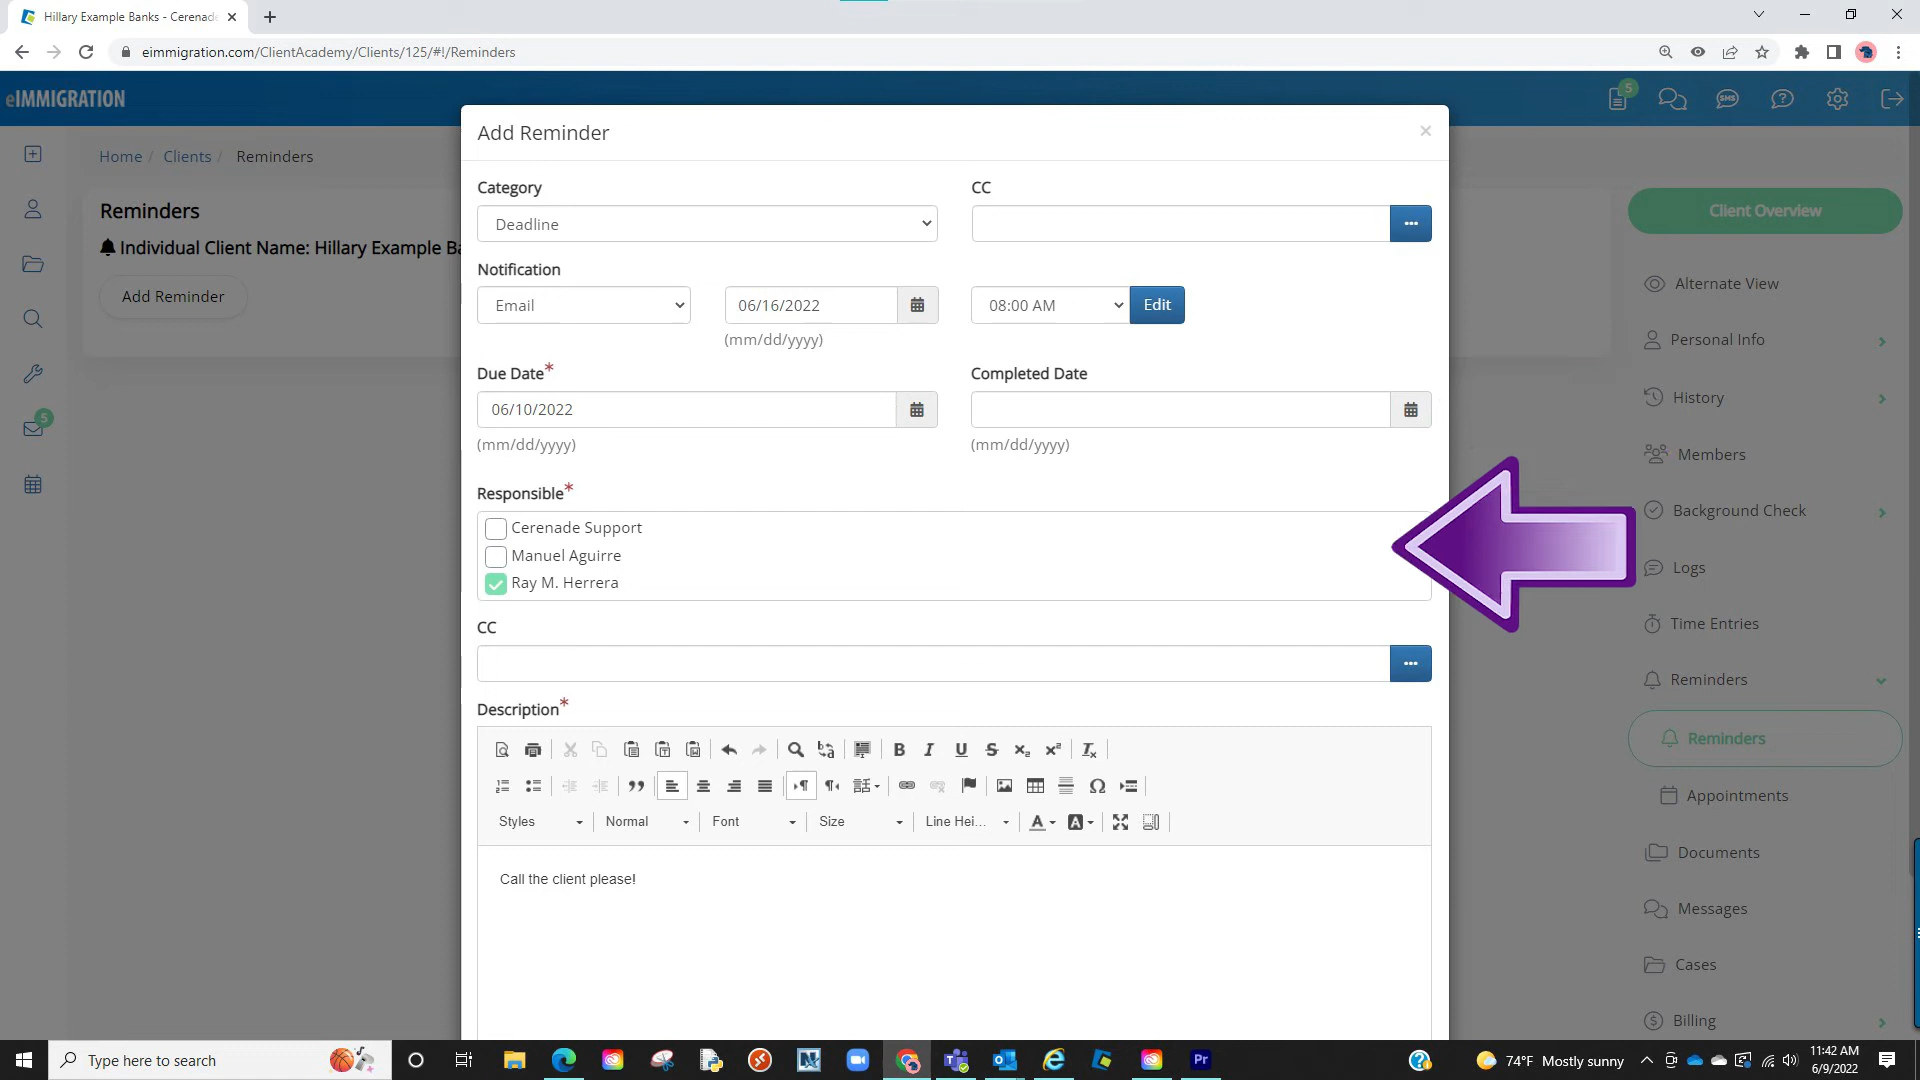 Hillary Example Banks - Cerenade
eimmigration.com/ClientAcademy/Clients/125/#!/Reminders
eIMMIGRATION
5
SMS
Home / Clients / Reminders
Reminders
Individual Client Name: Hillary Example Ba
Add Reminder
5
Add Reminder
×
Category
CC
Deadline
Notification
Email
06/16/2022
08:00 AM
Edit
(mm/dd/yyyy)
Due Date*
Completed Date
06/10/2022
(mm/dd/yyyy)
(mm/dd/yyyy)
Responsible*
Cerenade Support
Manuel Aguirre
Ray M. Herrera
CC
Description*
Styles
Normal
Font
Size
Line Hei...
Call the client please!
Client Overview
Alternate View
Personal Info
History
Members
Background Check
Logs
Time Entries
Reminders
Reminders
Appointments
Documents
Messages
Cases
Billing
Type here to search
Pr
74°F Mostly sunny
11:42 AM
6/9/2022